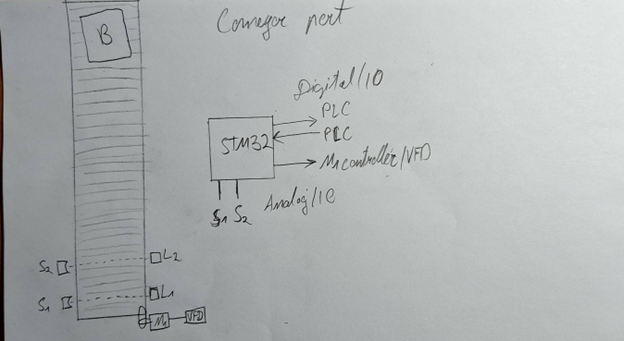 Conveyor part
B
Digital/IO
PLC
STM32
PLC
M1 controller/VFD
S1 S2
Analog/IO
S2
L2
S1
L1
M1
VFD